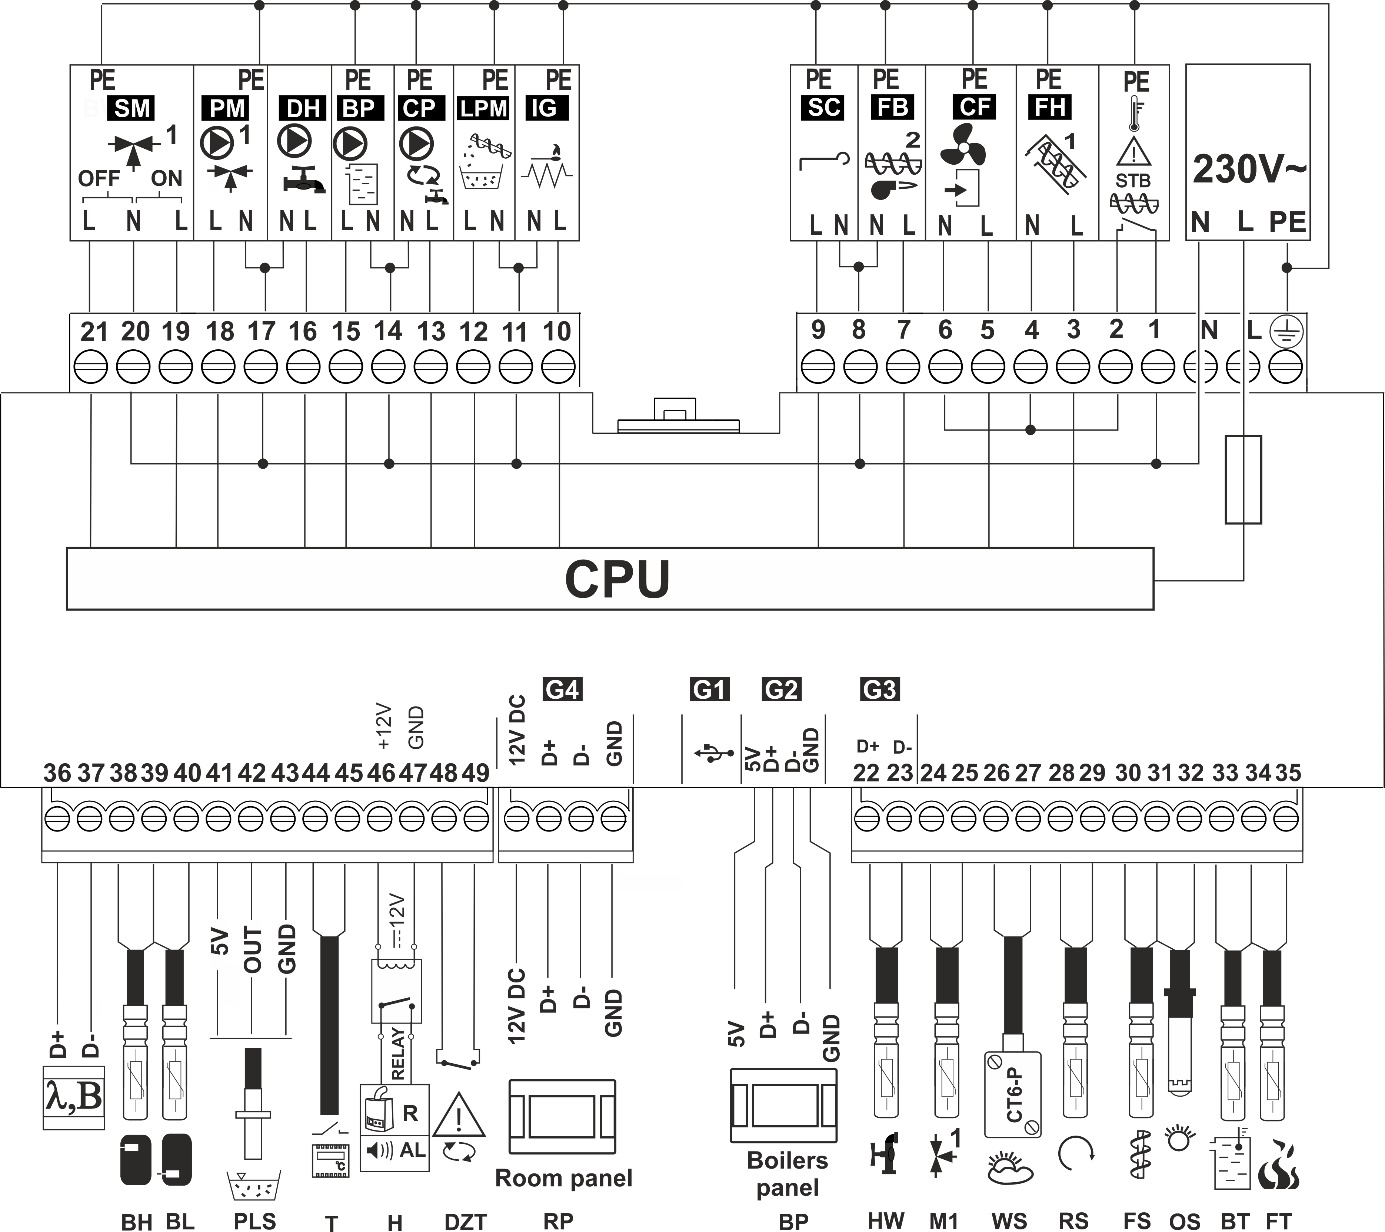 PE PE PE PE PE PE
SM PM DH BP CP LPM IG
1 1
OFF ON
L N L L N N L L N N L L N N L
21 20 19 18 17 16 15 14 13 12 11 10
PE PE PE PE PE
SC FB CF FH
2 1
STB
L N N L N L N L
230V~
N L PE
9 8 7 6 5 4 3 2 1 N L
CPU
G4 G1 G2 G3
+12V GND 12V DC D+ D- GND 5V D+ D- GND D+ D-
36 37 38 39 40 41 42 43 44 45 46 47 48 49
22 23 24 25 26 27 28 29 30 31 32 33 34 35
D+ D- 5V OUT GND 12V 12V DC D+ D- GND 5V D+ D- GND
RELAY
λ,B
R
AL
°C
CT6-P
1
Room panel
Boilers
panel
BH BL PLS T H DZT RP BP HW M1 WS RS FS OS BT FT